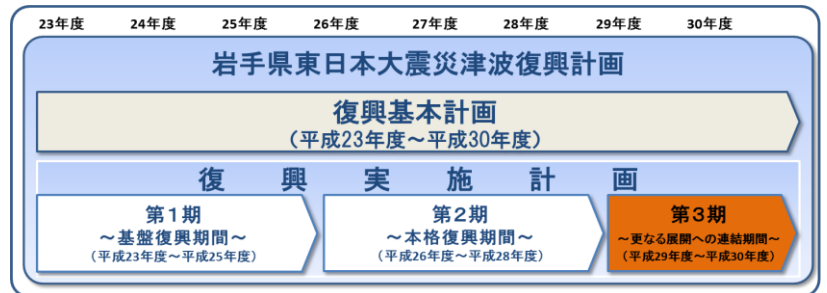 23年度 24年度 25年度 26年度 27年度 28年度 29年度 30年度
岩手県東日本大震災津波復興計画
復興基本計画
（平成23年度～平成30年度）
復興実施計画
第１期
～基盤復興期間～
（平成23年度～平成25年度）
第２期
～本格復興期間～
（平成26年度～平成28年度）
第３期
～更なる展開への連結期間～
（平成29年度～平成30年度）